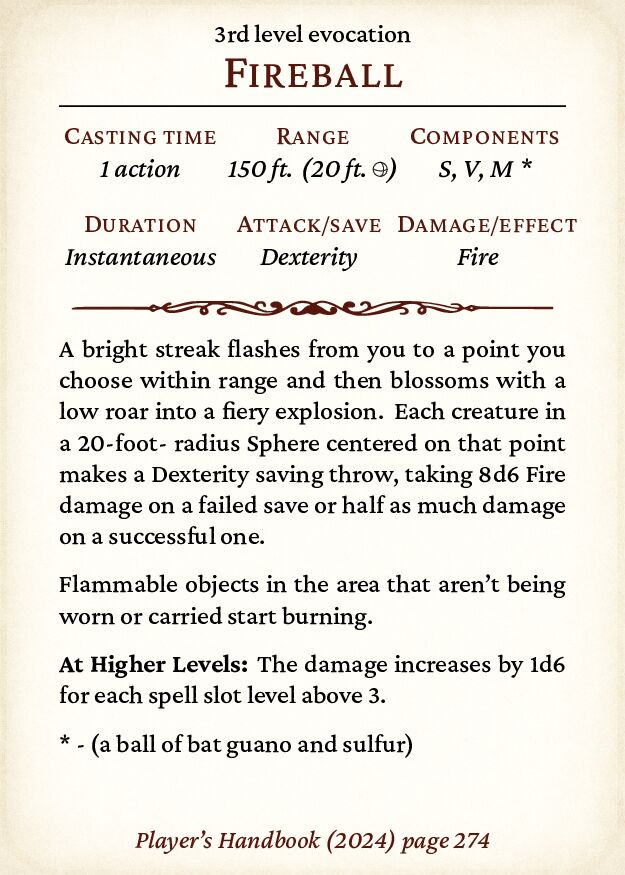 3rd level evocation
FIREBALL
CASTING TIME RANGE COMPONENTS
1 action 150 ft. (20 ft. ) S, V, M *
DURATION ATTACK/SAVE DAMAGE/EFFECT
Instantaneous Dexterity Fire
A bright streak flashes from you to a point you
choose within range and then blossoms with a
low roar into a fiery explosion. Each creature in
a 20-foot- radius Sphere centered on that point
makes a Dexterity saving throw, taking 8d6 Fire
damage on a failed save or half as much damage
on a successful one.
Flammable objects in the area that aren’t being
worn or carried start burning.
At Higher Levels: The damage increases by 1d6
for each spell slot level above 3.
* - (a ball of bat guano and sulfur)
Player’s Handbook (2024) page 274